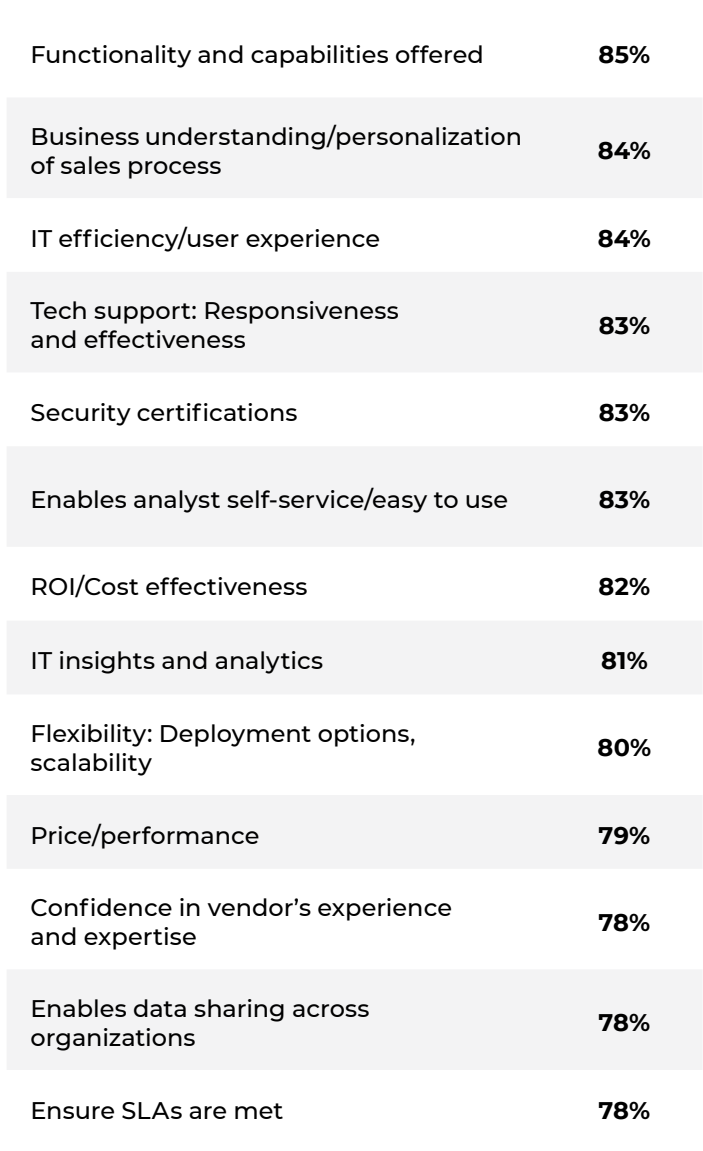 Functionality and capabilities offered 85%
Business understanding/personalization
of sales process 84%
IT efficiency/user experience 84%
Tech support: Responsiveness
and effectiveness 83%
Security certifications 83%
Enables analyst self-service/easy to use 83%
ROI/Cost effectiveness 82%
IT insights and analytics 81%
Flexibility: Deployment options,
scalability 80%
Price/performance 79%
Confidence in vendor’s experience
and expertise 78%
Enables data sharing across
organizations 78%
Ensure SLAs are met 78%